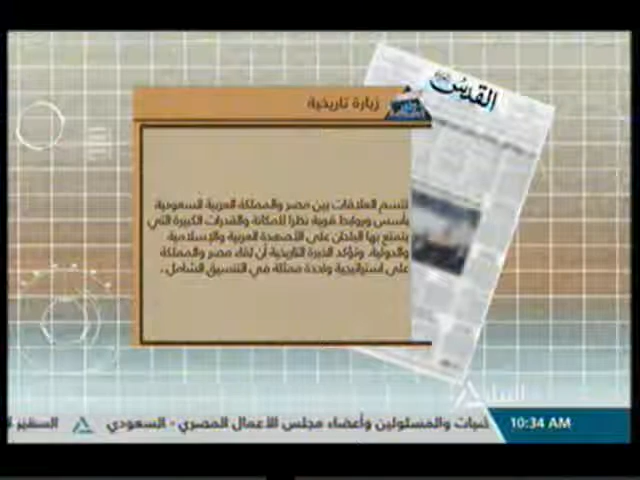 القدس
زيارة تاريخية
تتسم العلاقات بين مصر والمملكة العربية السعودية
بأسس وروابط قوية نظرا للمكانة والقدرات الكبيرة التي
يتمتع بها البلدان على الأصعدة العربية والإسلامية
والدولية، وتؤكد الخبرة التاريخية أن لقاء مصر والمملكة
على استراتيجية واحدة ممثلة في التنسيق الشامل .
10:34 AM
والمسئولين وأعضاء مجلس الأعمال المصري - السعودي
السفير